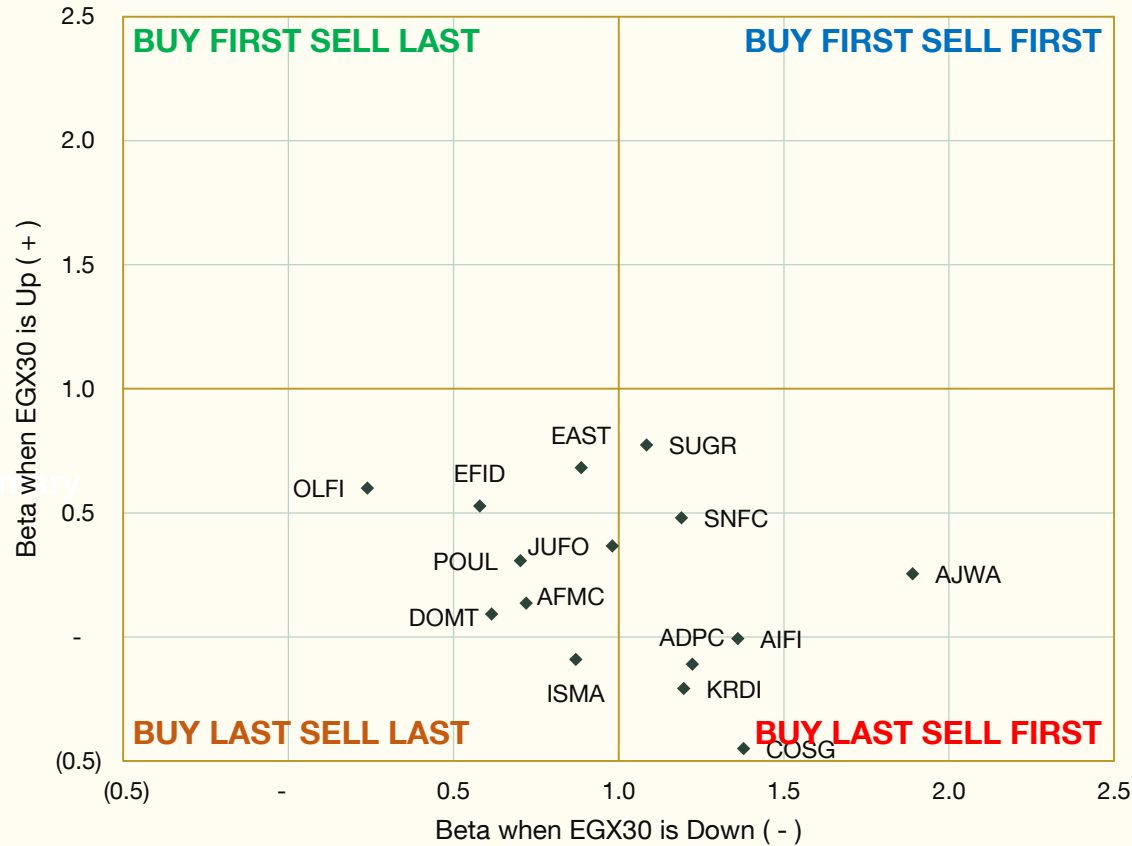 2.5
BUY FIRST SELL LAST
BUY FIRST SELL FIRST
2.0
1.5
Beta when EGX30 is Up ( + )
1.0
EAST
SUGR
EFID
OLFI
0.5
SNFC
JUFO
POUL
AJWA
AFMC
DOMT
-
ADPC
AIFI
ISMA
KRDI
BUY LAST SELL LAST
BUY LAST SELL FIRST
COSG
(0.5)
(0.5) - 0.5 1.0 1.5 2.0 2.5
Beta when EGX30 is Down ( - )